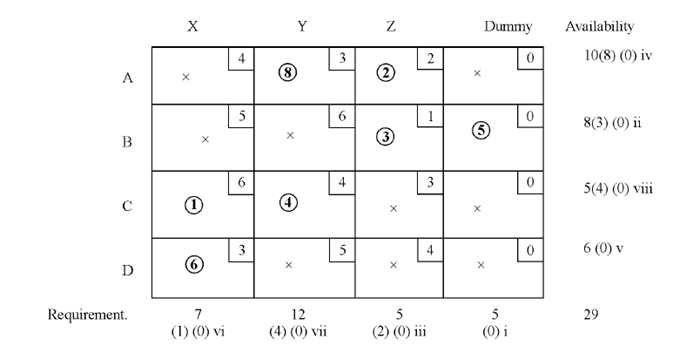 X Y Z Dummy Availability
4 3 2 0 10(8) (0) iv
A × 8 2 ×
5 6 1 0
B × × 3 5 8(3) (0) ii
6 4 3 0
C 1 4 × × 5(4) (0) viii
3 5 4 0 6 (0) v
D 6 × × ×
Requirement. 7 12 5 5 29
(1) (0) vi (4) (0) vii (2) (0) iii (0) i